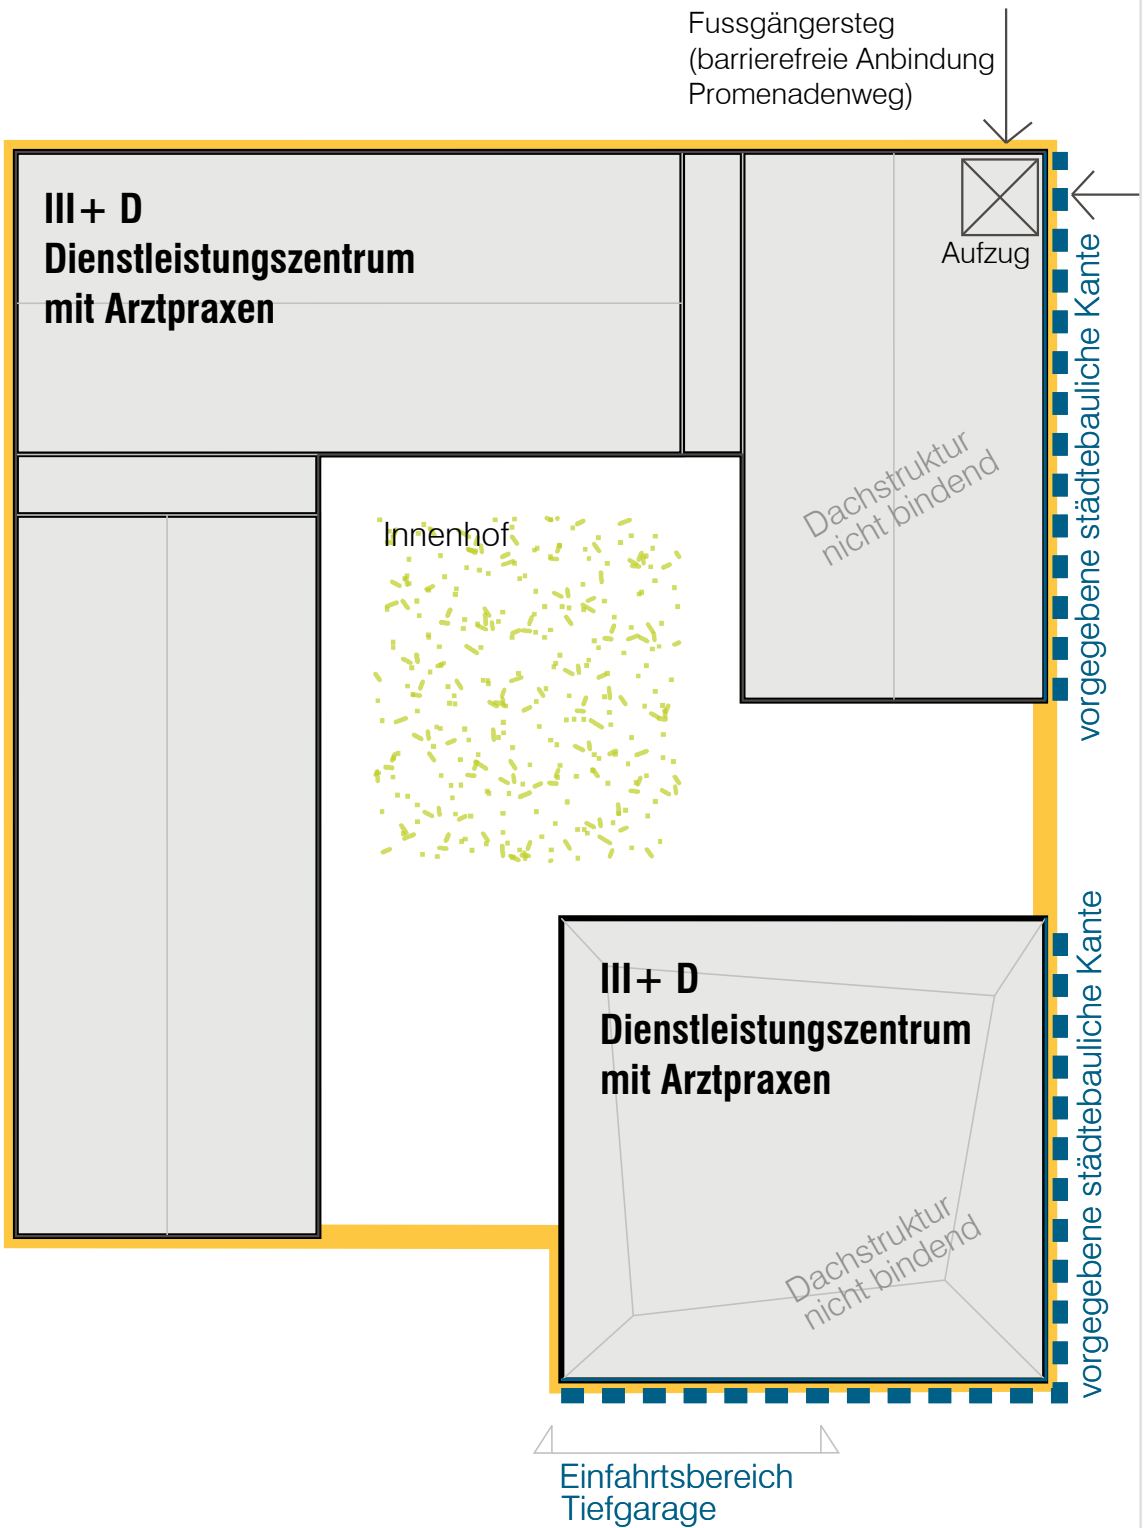 Fussgängersteg
(barrierefreie Anbindung
Promenadenweg)
III+ D
Dienstleistungszentrum
mit Arztpraxen
Aufzug
vorgegebene städtebauliche Kante
Dachstruktur
nicht bindend
Innenhof
III+ D
Dienstleistungszentrum
mit Arztpraxen
vorgegebene städtebauliche Kante
Dachstruktur
nicht bindend
Einfahrtsbereich
Tiefgarage